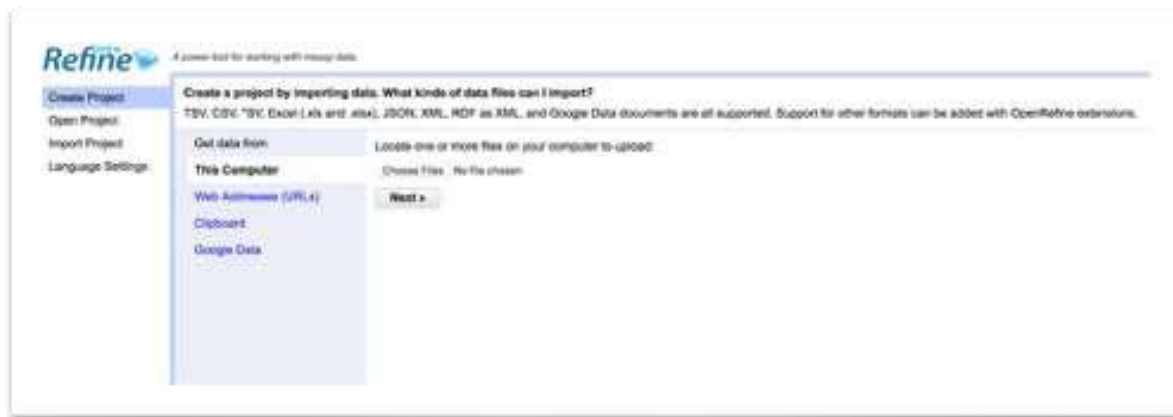 Refine
A power tool for working with messy data.
Create Project
Open Project
Import Project
Language Settings
Create a project by importing data. What kinds of data files can I import?
TSV, CSV, *SV, Excel (.xls and .xlsx), JSON, XML, RDF as XML, and Google Data documents are all supported. Support for other formats can be added with OpenRefine extensions.
Get data from
This Computer
Web Addresses (URLs)
Clipboard
Google Data
Locate one or more files on your computer to upload:
Choose Files No file chosen
Next »